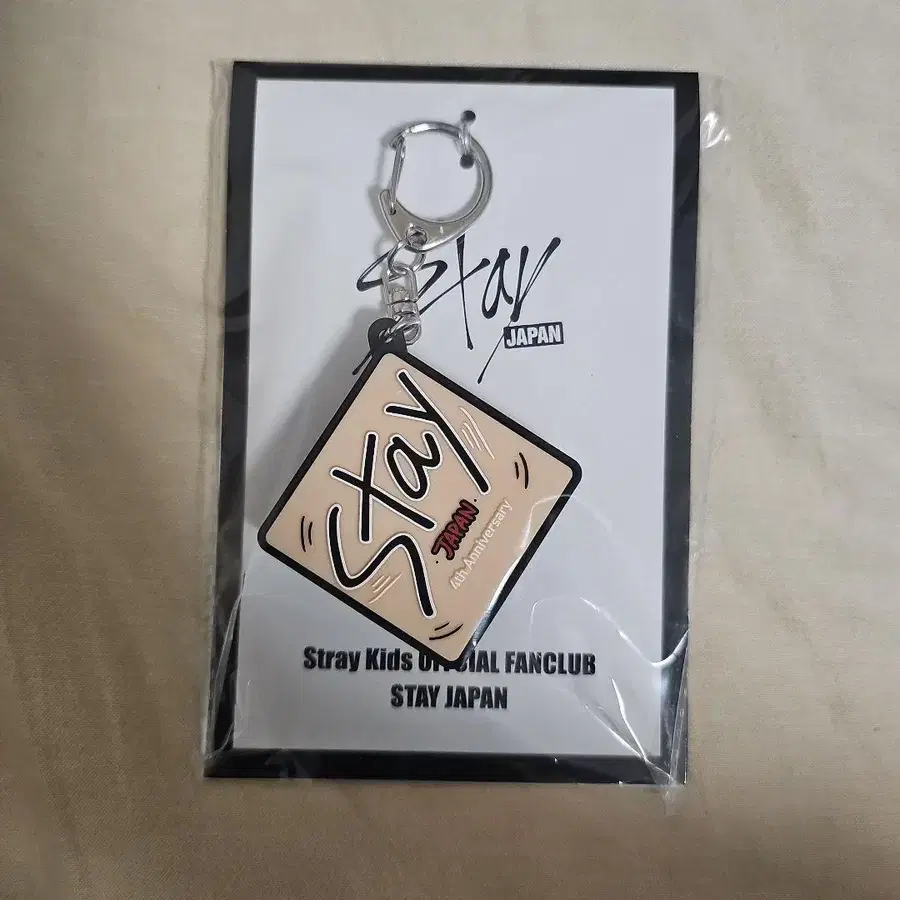 Stay
JAPAN
Stay
JAPAN
4th Anniversary
Stray Kids OFFICIAL FANCLUB
STAY JAPAN